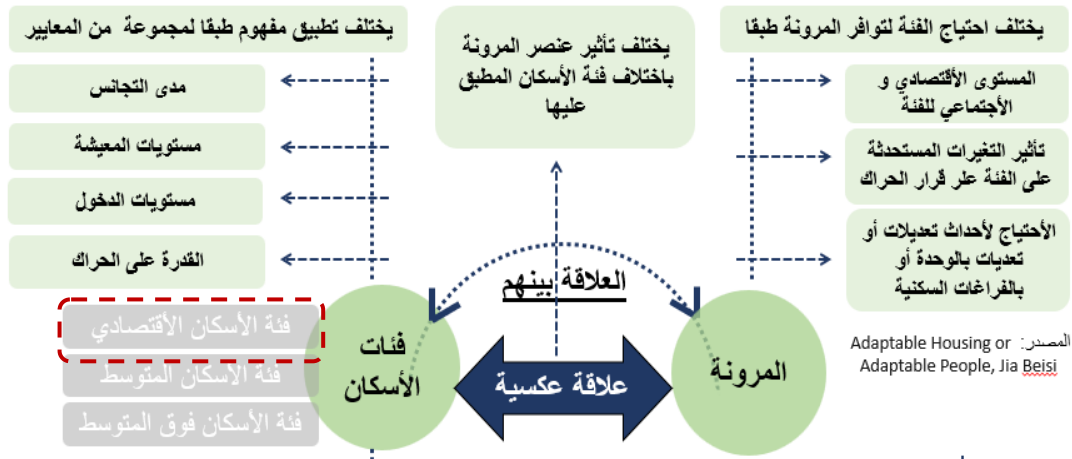 يختلف احتياج الفئة لتوافر المرونة طبقا
المستوى الأقتصادي و
الأجتماعي للفئة
تأثير التغيرات المستحدثة
على الفئة علر قرار الحراك
الأحتياج لأحداث تعديلات أو
تعديات بالوحدة أو
بالفراغات السكنية
المصدر: Adaptable Housing or
Adaptable People, Jia Beisi
يختلف تأثير عنصر المرونة
باختلاف فئة الأسكان المطبق
عليها
يختلف تطبيق مفهوم طبقا لمجموعة من المعايير
مدى التجانس
مستويات المعيشة
مستويات الدخول
القدرة على الحراك
العلاقة بينهم
المرونة
علاقة عكسية
فئات
الأسكان
فئة الأسكان الأقتصادي
فئة الأسكان المتوسط
فئة الأسكان فوق المتوسط